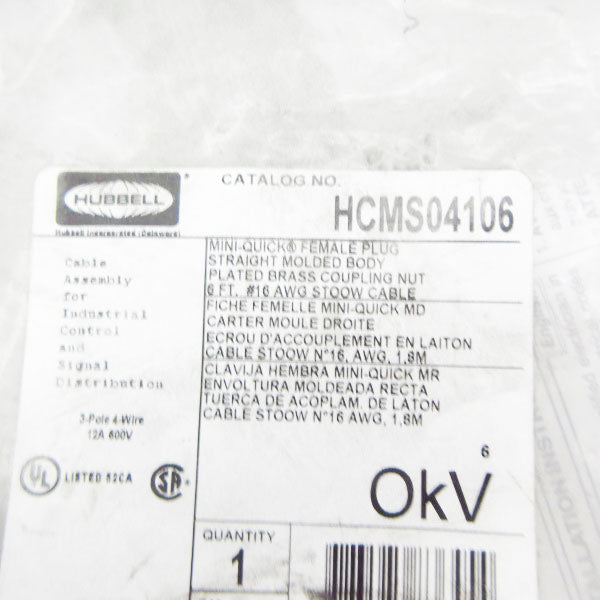 HUBBELL
Hubbell Incorporated (Delaware)
CATALOG NO.
HCMS04106
Cable
Assembly
for
Industrial
Control
and
Signal
Distribution
3-Pole 4-Wire
12A 600V
UL LISTED 52CA
SA
MINI-QUICK® FEMALE PLUG
STRAIGHT MOLDED BODY
PLATED BRASS COUPLING NUT
6 FT. #16 AWG STOOW CABLE
FICHE FEMELLE MINI-QUICK MD
CARTER MOULE DROITE
ECROU D'ACCOUPLEMENT EN LAITON
CABLE STOOW N°16, AWG, 1,8M
CLAVIJA HEMBRA MINI-QUICK MR
ENVOLTURA MOLDEADA RECTA
TUERCA DE ACOPLAM. DE LATON
CABLE STOOW N°16 AWG, 1,8M
6
OkV
QUANTITY
1